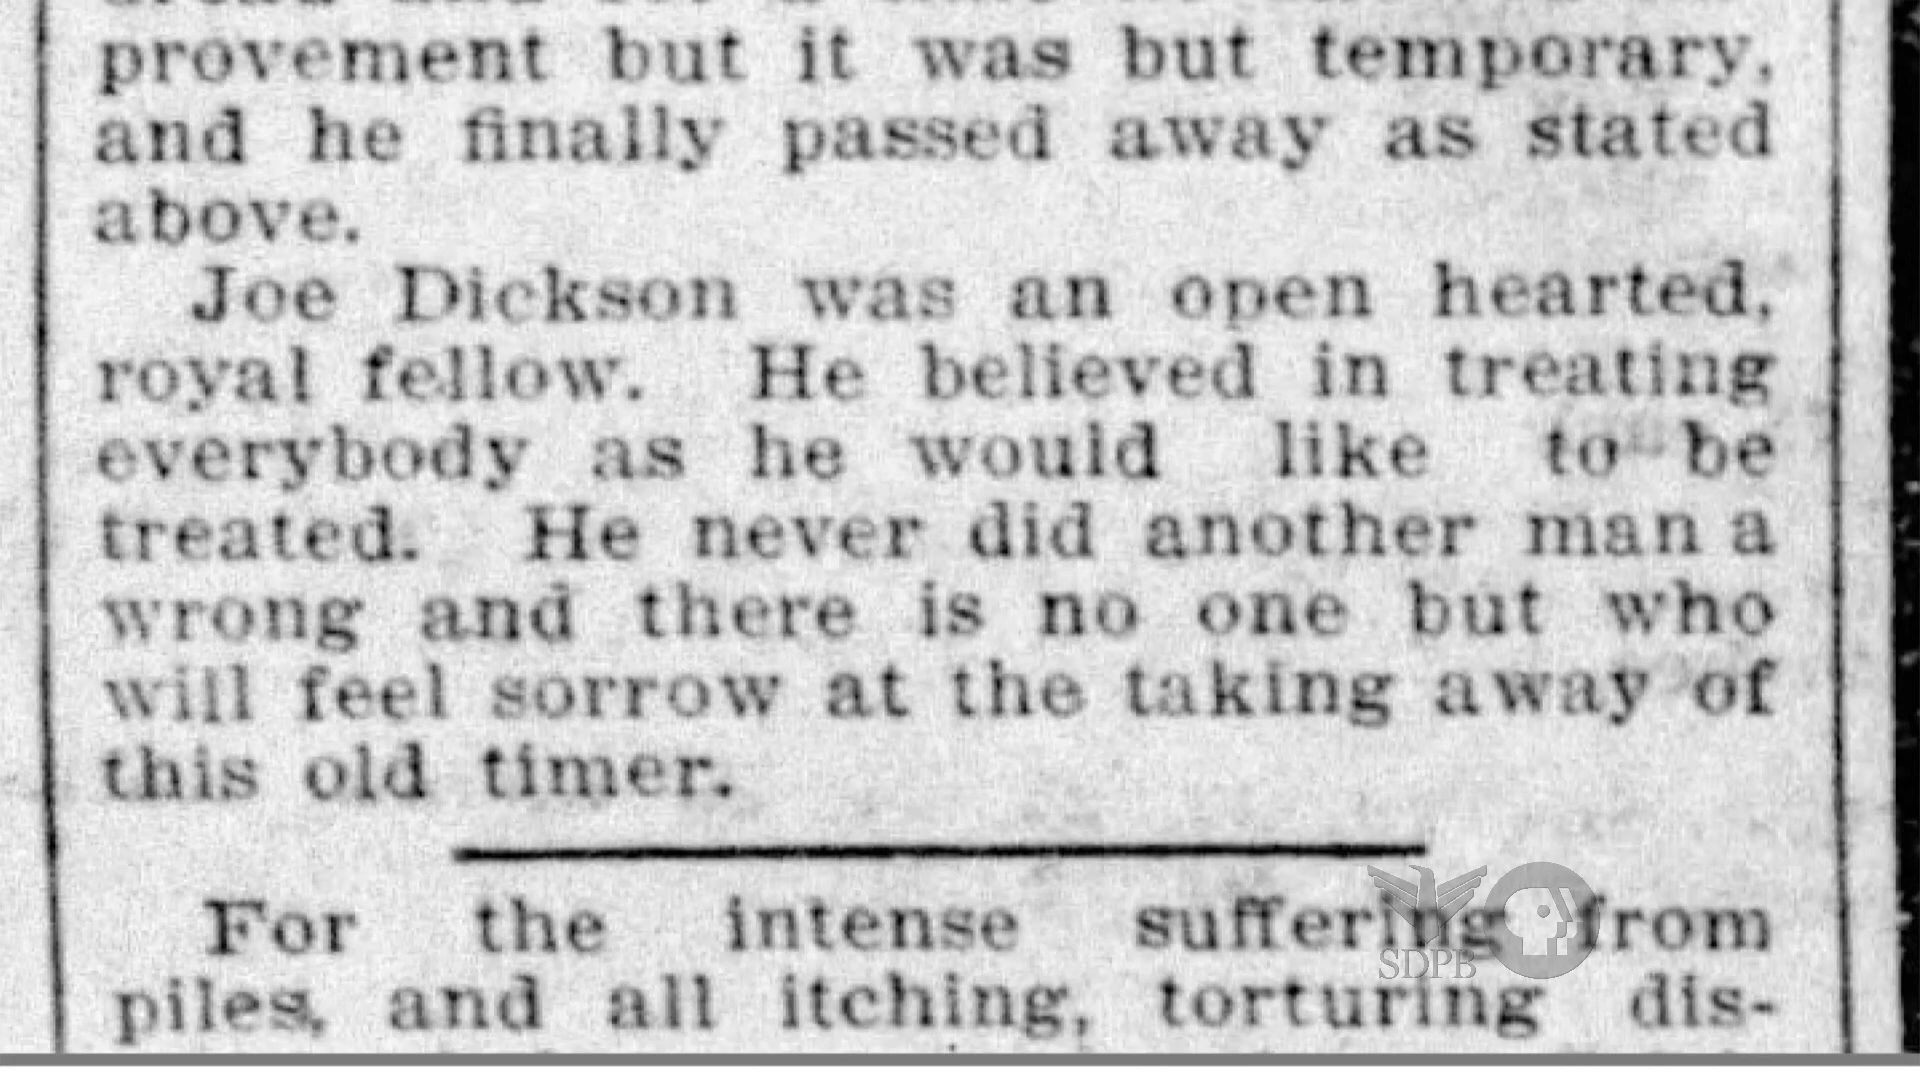 provement but it was but temporary,
and he finally passed away as stated
above.
Joe Dickson was an open hearted,
royal fellow. He believed in treating
everybody as he would like to be
treated. He never did another man a
wrong and there is no one but who
will feel sorrow at the taking away of
this old timer.
For the intense suffering from
piles, and all itching, torturing dis-
SDPB